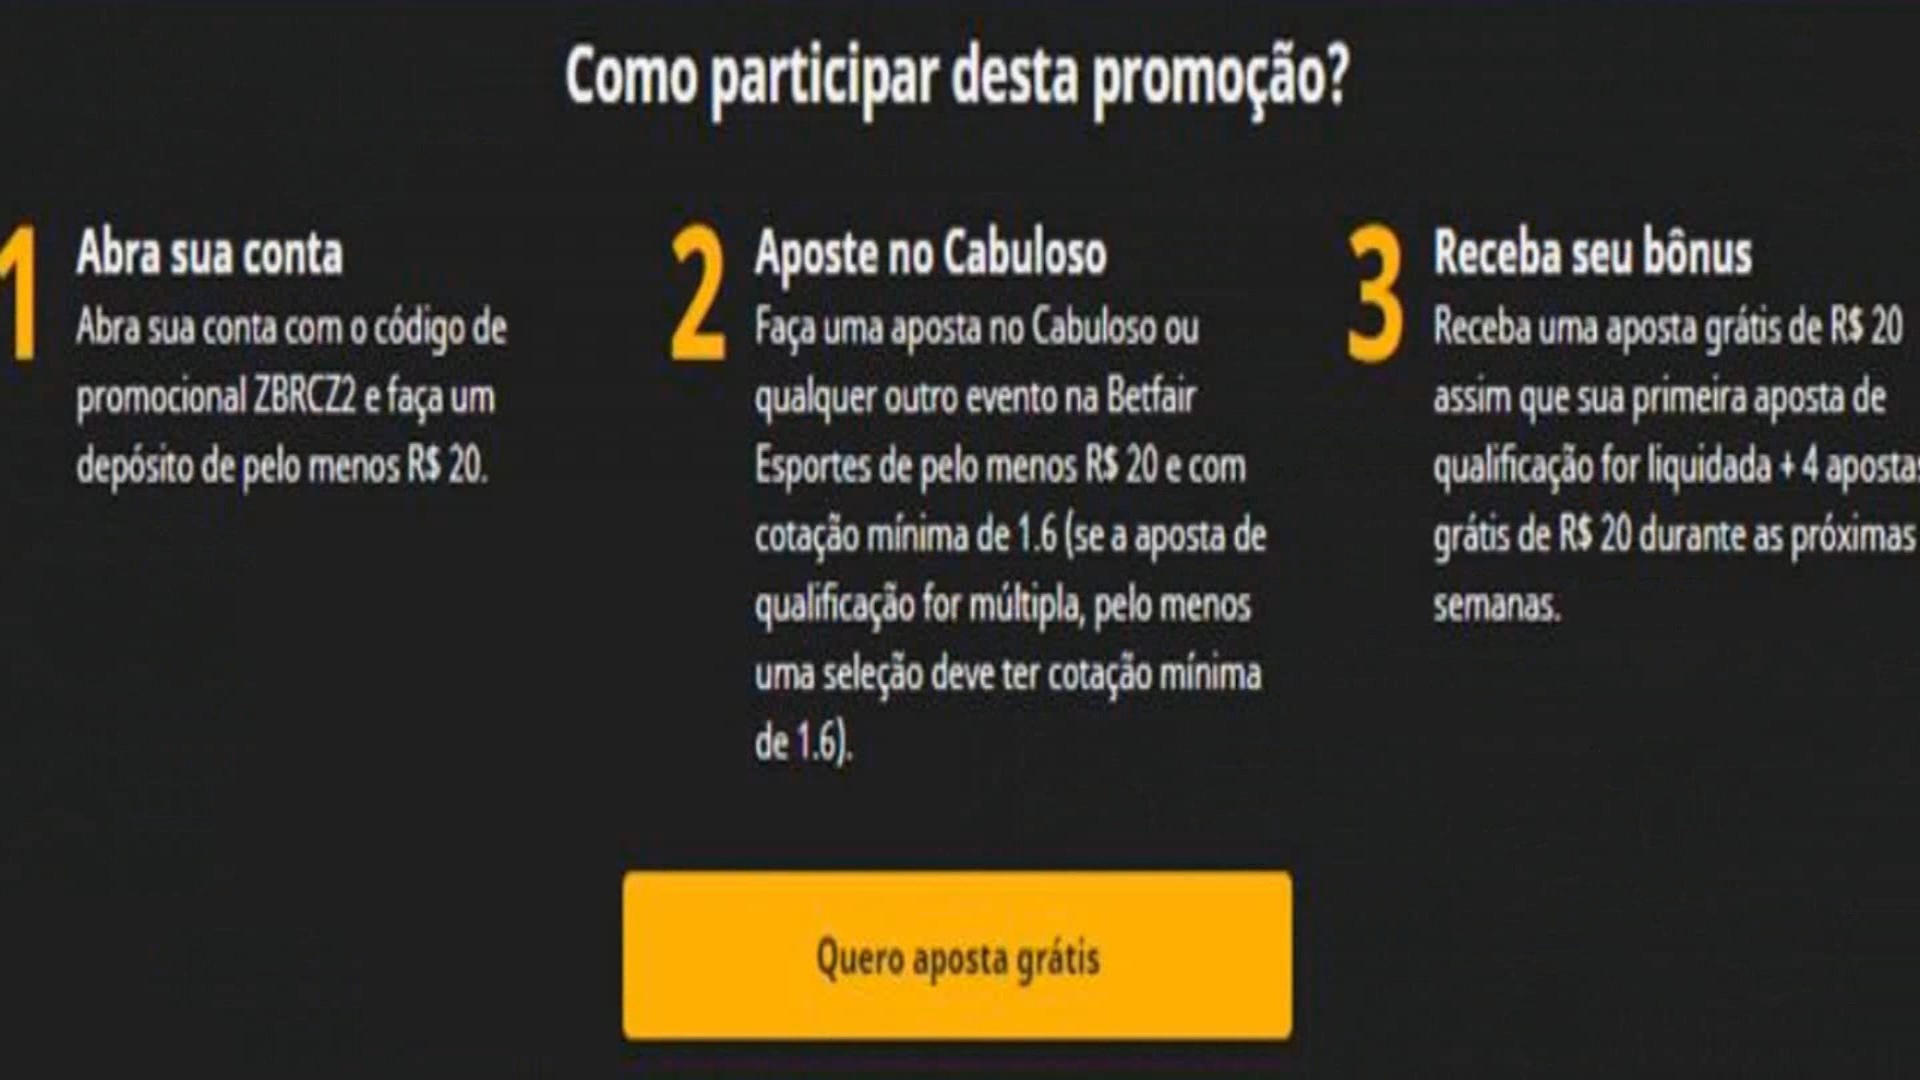 Como participar desta promoção?
1
Abra sua conta
Abra sua conta com o código de
promocional ZBRCZ2 e faça um
depósito de pelo menos R$ 20.
2
Aposte no Cabuloso
Faça uma aposta no Cabuloso ou
qualquer outro evento na Betfair
Esportes de pelo menos R$ 20 e com
cotação mínima de 1.6 (se a aposta de
qualificação for múltipla, pelo menos
uma seleção deve ter cotação mínima
de 1.6).
3
Receba seu bônus
Receba uma aposta grátis de R$ 20
assim que sua primeira aposta de
qualificação for liquidada + 4 apostas
grátis de R$ 20 durante as próximas
semanas.
Quero aposta grátis